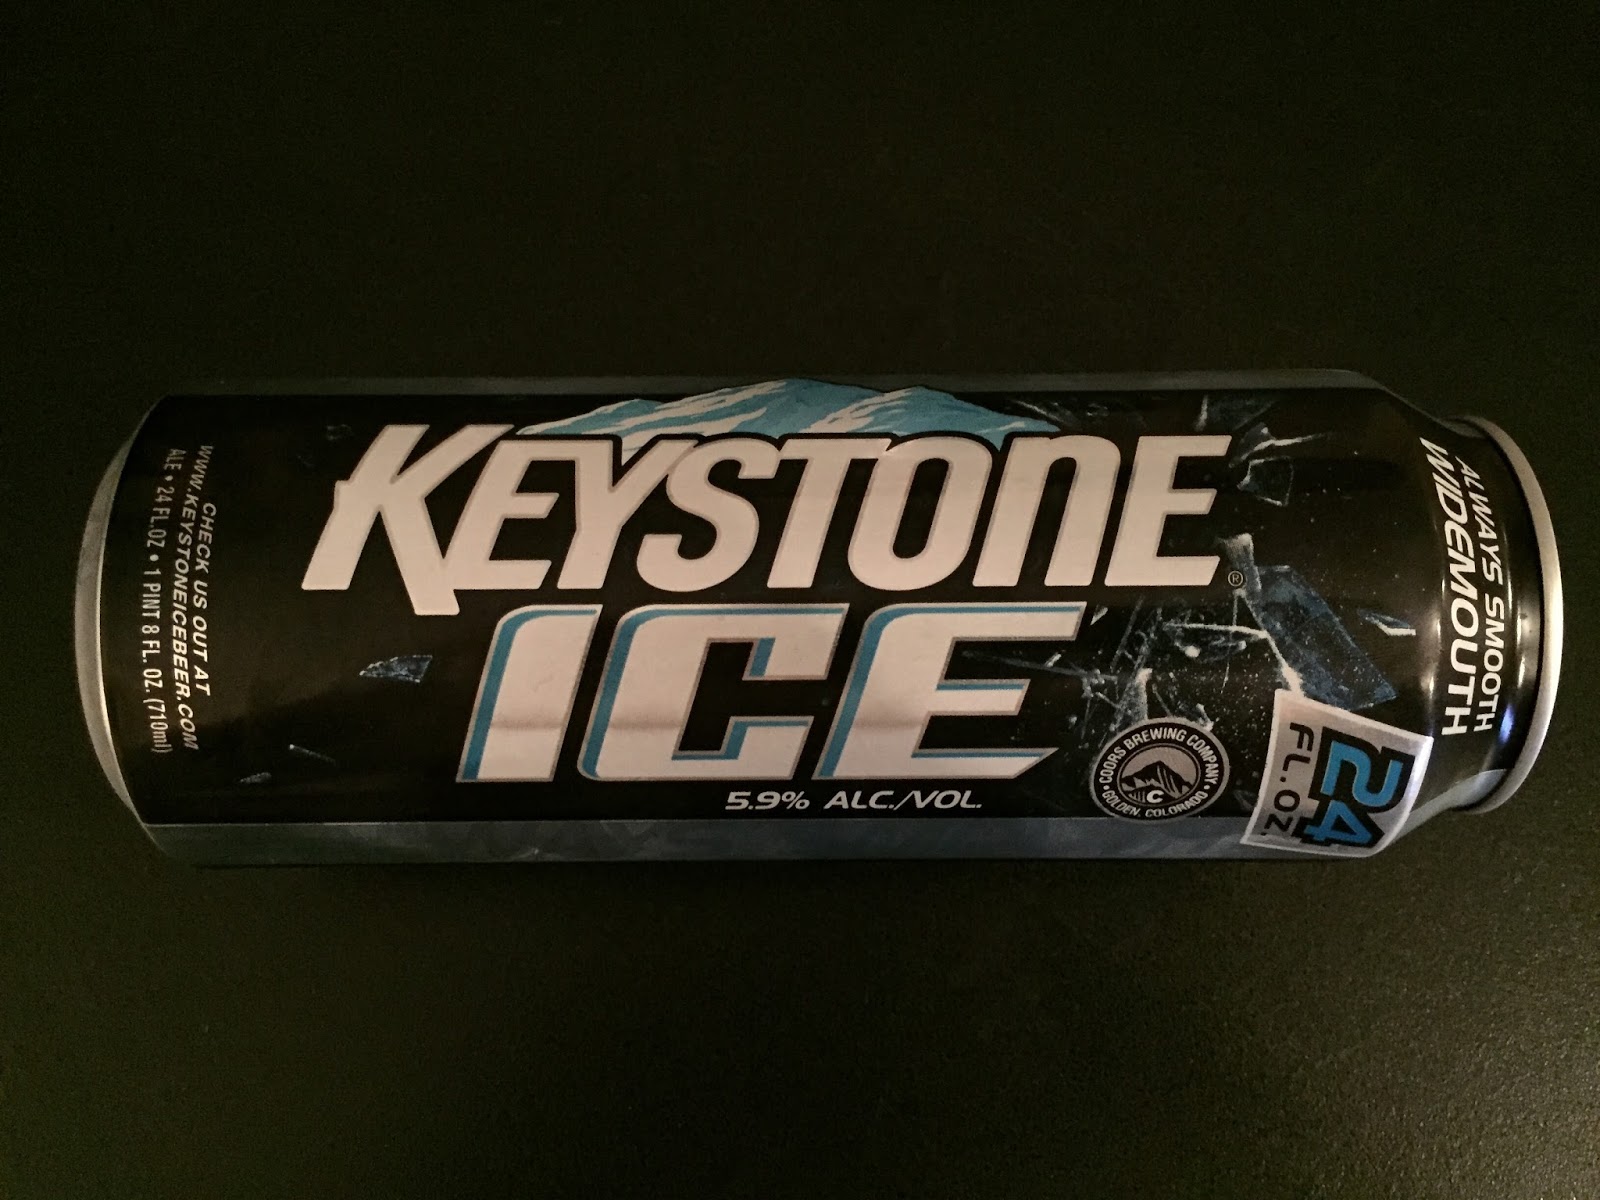 KEYSTONE®
ICE
5.9% ALC./VOL.
COORS BREWING COMPANY
C
GOLDEN, COLORADO
24
FL. OZ
ALWAYS SMOOTH
WIDEMOUTH
CHECK US OUT AT
WWW.KEYSTONEICEBEER.COM
ALE • 24 FL.OZ • 1 PINT 8 FL. OZ. (710ml)